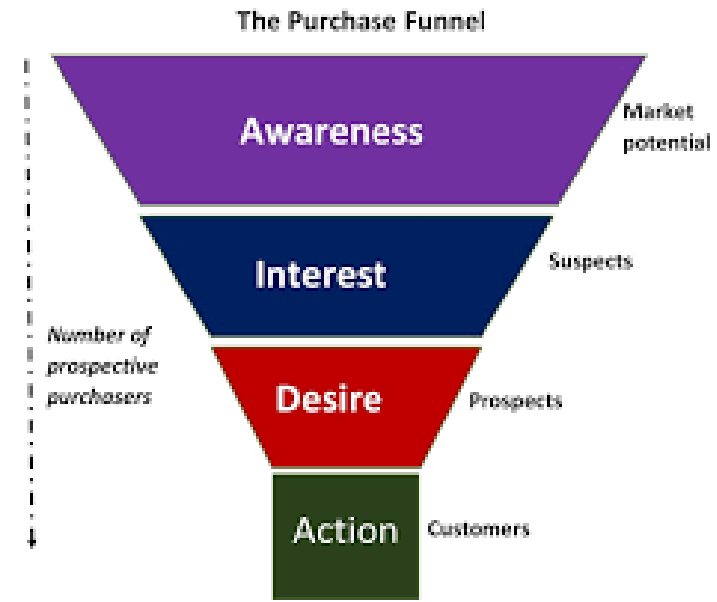 The Purchase Funnel
Awareness
Market
potential
Interest
Suspects
Number of
prospective
purchasers
Desire
Prospects
Action
Customers